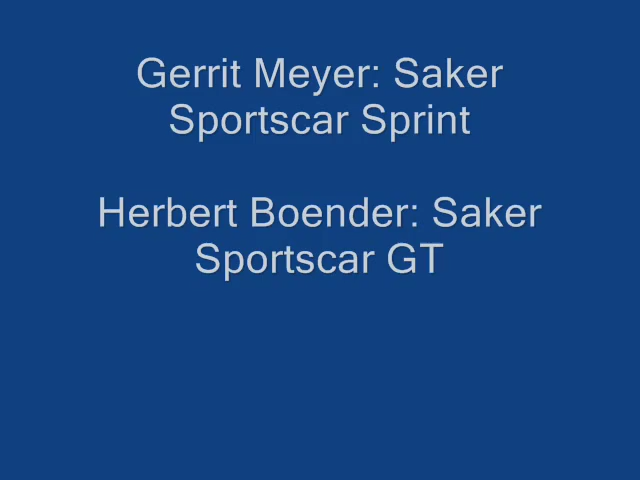 Gerrit Meyer: Saker
Sportscar Sprint
Herbert Boender: Saker
Sportscar GT